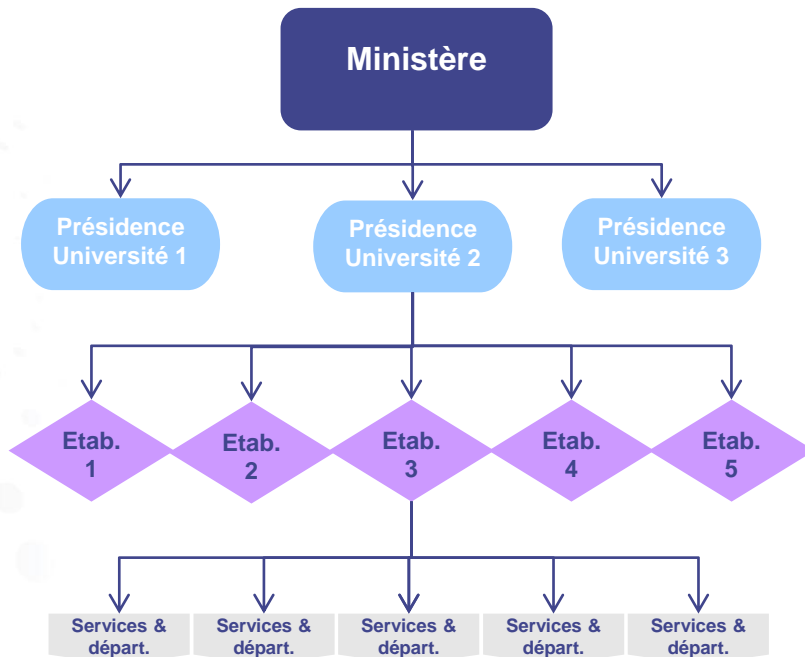 Ministère
Présidence
Université 1
Présidence
Université 2
Présidence
Université 3
Etab.
1
Etab.
2
Etab.
3
Etab.
4
Etab.
5
Services &
départ.
Services &
départ.
Services &
départ.
Services &
départ.
Services &
départ.